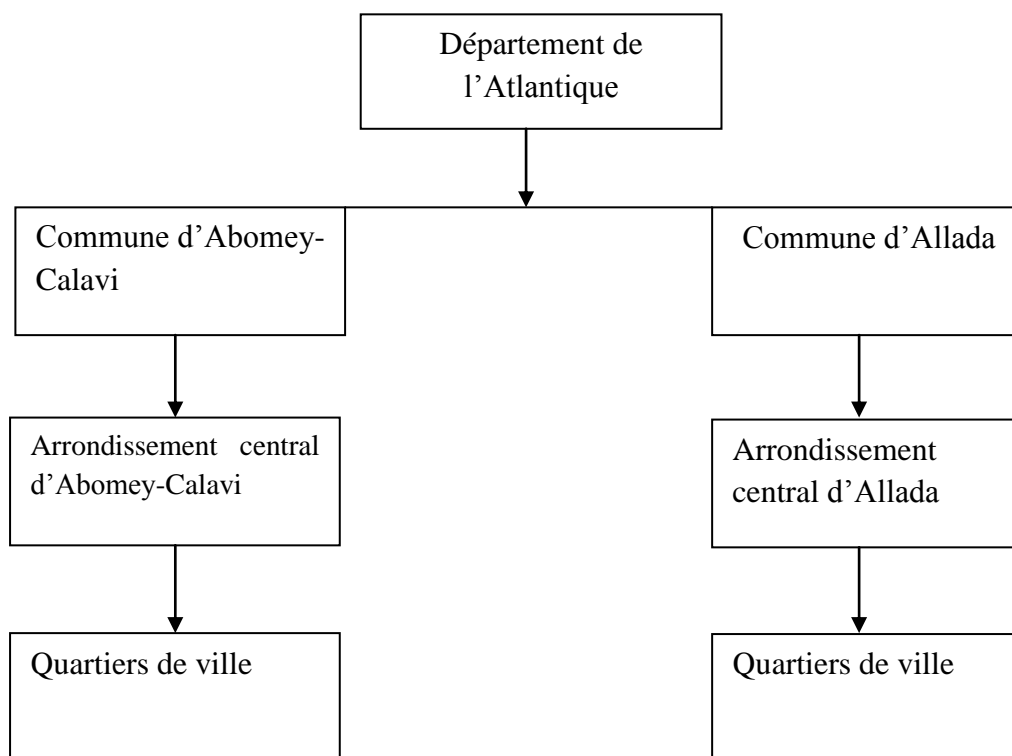 Département de
l’Atlantique
Commune d’Abomey-
Calavi
Commune d’Allada
Arrondissement central
d’Abomey-Calavi
Arrondissement
central d’Allada
Quartiers de ville
Quartiers de ville